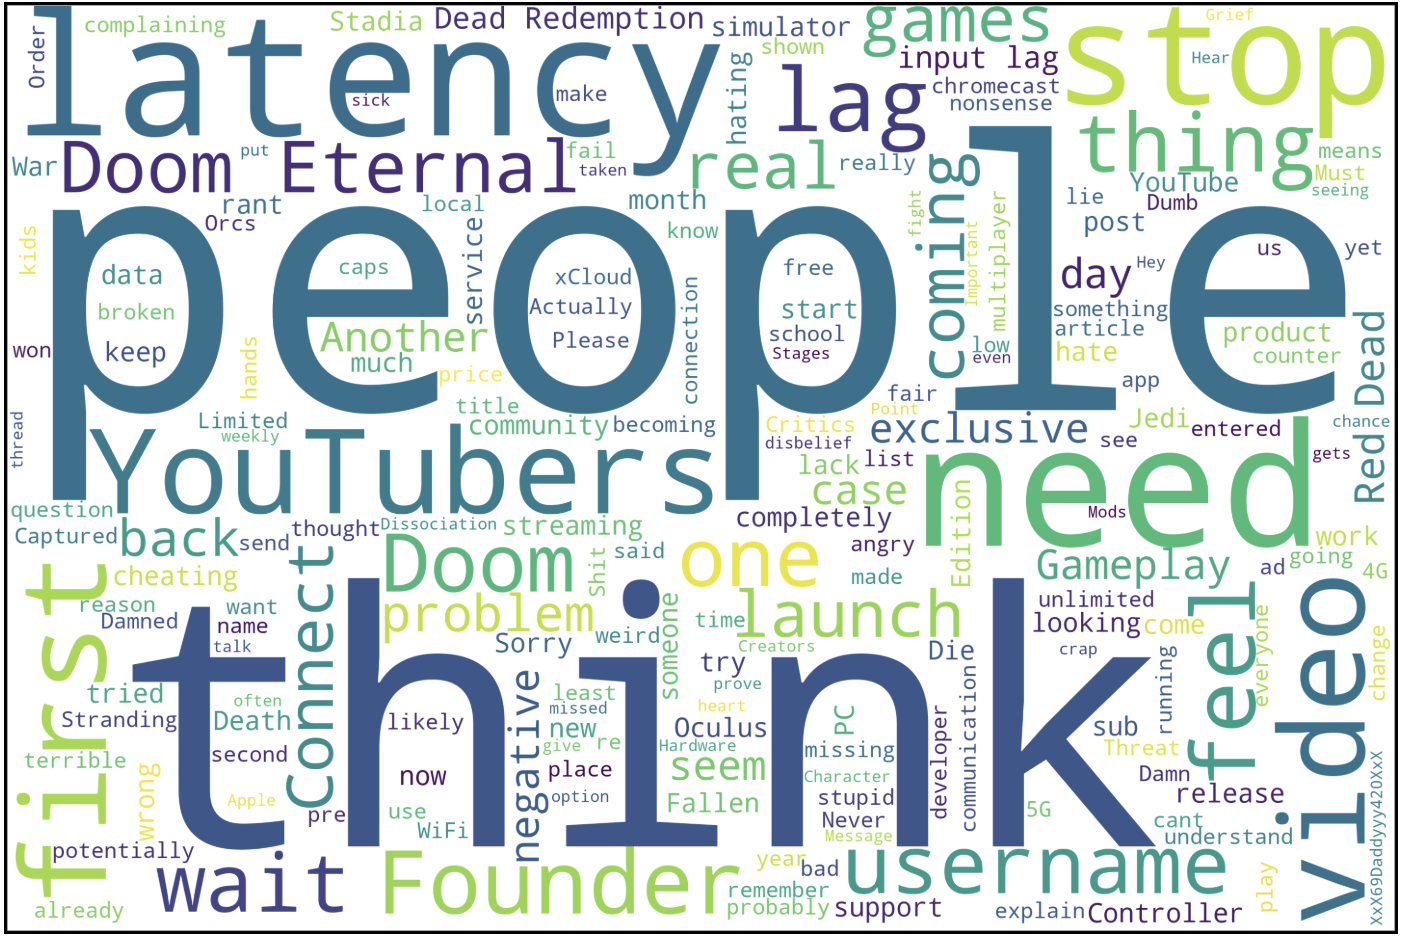 complaining
Stadia
Dead Redemption
simulator
games
Grief
stop
Order
latency
shown
input lag
Hear
sick
make
hating
lag
chromecast
nonsense
thing
War
Doom Eternal
put
fail
taken
real
really
coming
means
Must
seeing
YouTube
Dumb
lie
post
rant
Orcs
local
month
know
fight
Important
multiplayer
kids
people
data
caps
service
xCloud
free
day
us
Hey
yet
broken
Actually
connection
start
something
keep
Another
Please
school
Stages
article
product
counter
won
much
hands
price
low
even
hate
Red Dead
app
fair
Point
title
Limited
weekly
community
becoming
Critics
disbelief
exclusive
see
Jedi
entered
chance
thread
YouTubers
lack
list
case
need
gets
question
Captured
back
send
thought
Dissociation
streaming
completely
angry
Edition
Mods
work
going
4G
ad
cheating
Connect
Doom
Shit
said
one
made
Gameplay
first
reason
Damned
want
name
talk
problem
Sorry
weird
someone
time
launch
Creators
unlimited
looking
come
feel
everyone
video
change
think
try
prove
Die
crap
running
tried
Stranding
often
Death
likely
negative
least
missed
new
give
re
heart
Oculus
Hardware
PC
missing
developer
communication
sub
Threat
Damn
terrible
wrong
second
now
place
option
seem
Character
stupid
Never
Message
5G
release
cant
understand
Apple
pre
use
WiFi
Fallen
potentially
wait
Founder
year
bad
remember
probably
username
support
explain
Controller
play
XxX69Daddyyy420XxX
already